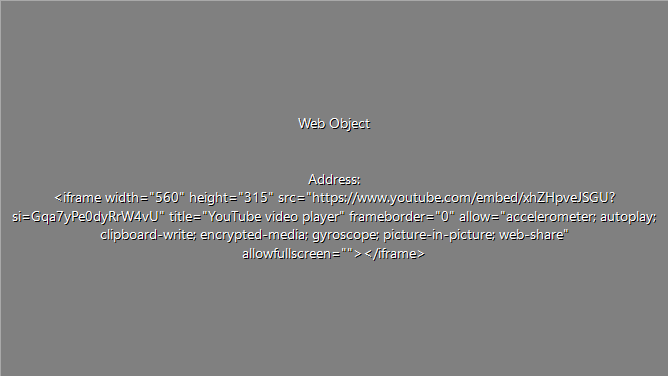 Web Object
Address:
<iframe width="560" height="315" src="https://www.youtube.com/embed/xhZHpveJSGU?
si=Gqa7yPe0dyRrW4vU" title="YouTube video player" frameborder="0" allow="accelerometer; autoplay;
clipboard-write; encrypted-media; gyroscope; picture-in-picture; web-share"
allowfullscreen=""></iframe>